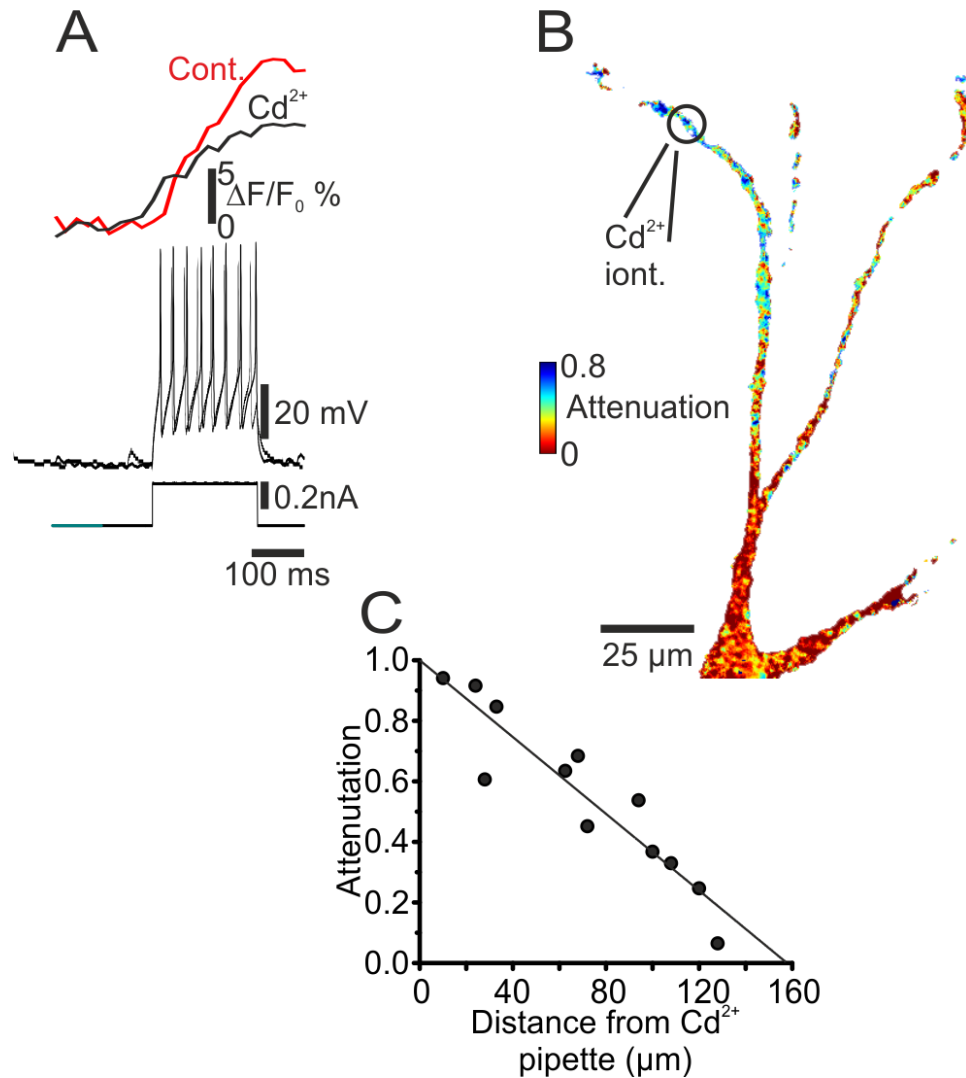 A
Cont.
Cd²⁺
5
ΔF/F₀ %
0
20 mV
0.2nA
100 ms
B
Cd²⁺
iont.
0.8
Attenuation
0
25 µm
C
1.0
0.8
0.6
0.4
0.2
0.0
Attenutation
0 40 80 120 160
Distance from Cd²⁺
pipette (µm)